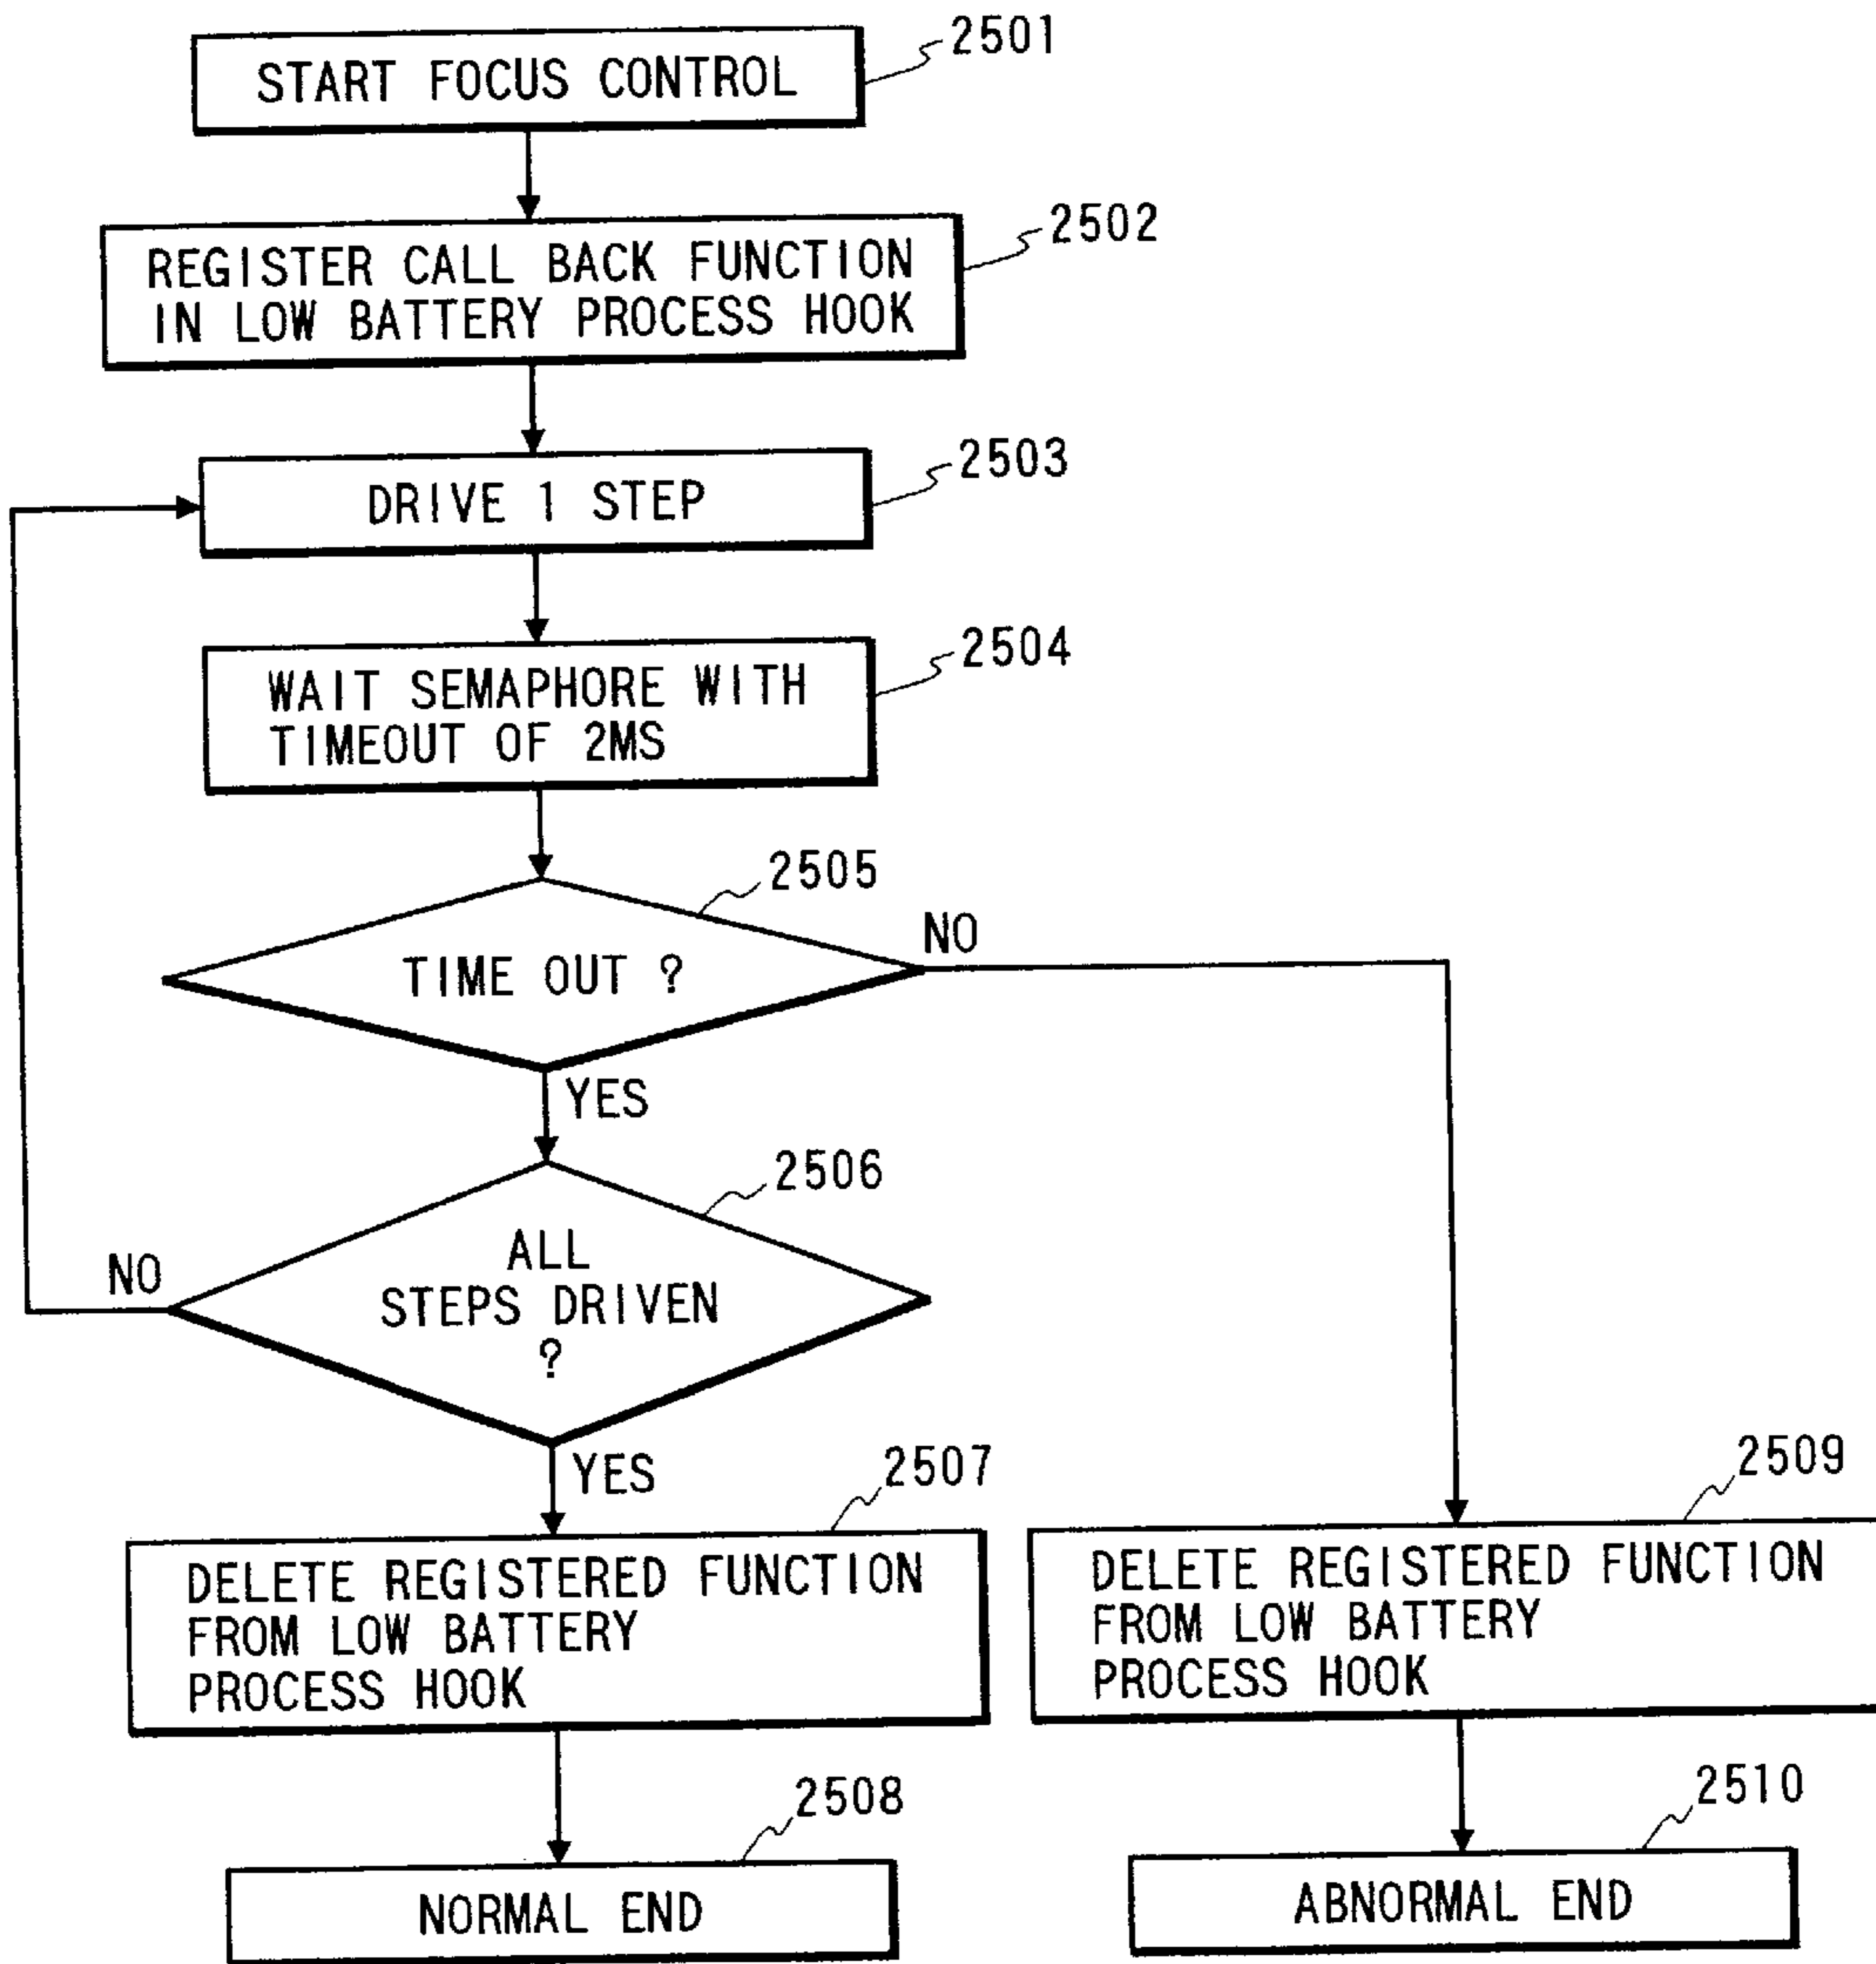 2501
START FOCUS CONTROL
2502
REGISTER CALL BACK FUNCTION
IN LOW BATTERY PROCESS HOOK
2503
DRIVE 1 STEP
2504
WAIT SEMAPHORE WITH
TIMEOUT OF 2MS
2505
TIME OUT ?
NO
YES
2506
ALL
STEPS DRIVEN
?
NO
YES
2507
DELETE REGISTERED FUNCTION
FROM LOW BATTERY
PROCESS HOOK
2509
DELETE REGISTERED FUNCTION
FROM LOW BATTERY
PROCESS HOOK
2508
NORMAL END
2510
ABNORMAL END